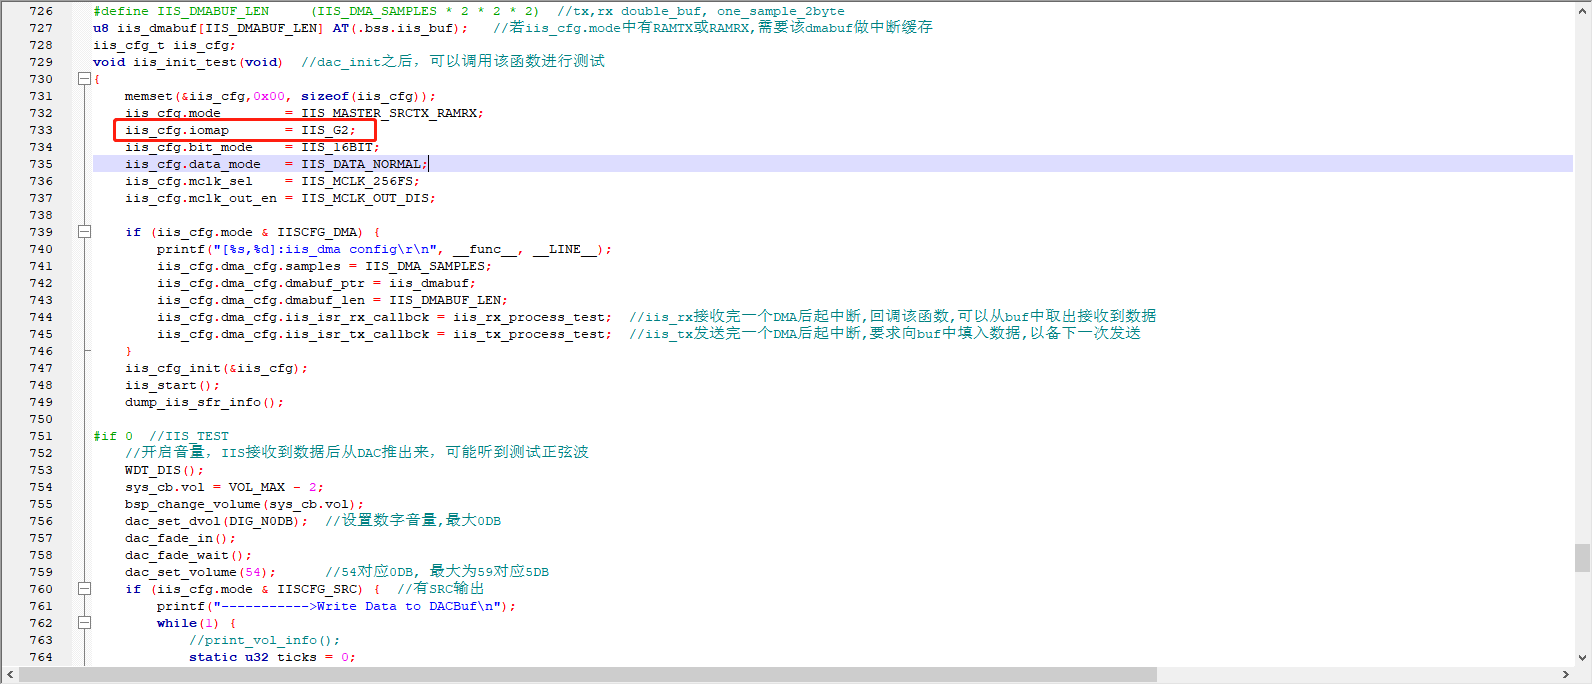 726 #define IIS_DMABUF_LEN     (IIS_DMA_SAMPLES * 2 * 2 * 2)  //tx,rx double_buf, one_sample_2byte
727 u8 iis_dmabuf[IIS_DMABUF_LEN] AT(.bss.iis_buf);   //若iis_cfg.mode中有RAMTX或RAMRX,需要该dmabuf做中断缓存
728 iis_cfg_t iis_cfg;
729 void iis_init_test(void)  //dac_init之后，可以调用该函数进行测试
730 {
731     memset(&iis_cfg,0x00, sizeof(iis_cfg));
732     iis_cfg.mode        = IIS_MASTER_SRCTX_RAMRX;
733     iis_cfg.iomap       = IIS_G2;
734     iis_cfg.bit_mode    = IIS_16BIT;
735     iis_cfg.data_mode   = IIS_DATA_NORMAL;
736     iis_cfg.mclk_sel    = IIS_MCLK_256FS;
737     iis_cfg.mclk_out_en = IIS_MCLK_OUT_DIS;
738
739     if (iis_cfg.mode & IISCFG_DMA) {
740         printf("[%s,%d]:iis_dma config\r\n", __func__, __LINE__);
741         iis_cfg.dma_cfg.samples = IIS_DMA_SAMPLES;
742         iis_cfg.dma_cfg.dmabuf_ptr = iis_dmabuf;
743         iis_cfg.dma_cfg.dmabuf_len = IIS_DMABUF_LEN;
744         iis_cfg.dma_cfg.iis_isr_rx_callbck = iis_rx_process_test;  //iis_rx接收完一个DMA后起中断,回调该函数,可以从buf中取出接收到数据
745         iis_cfg.dma_cfg.iis_isr_tx_callbck = iis_tx_process_test;  //iis_tx发送完一个DMA后起中断,要求向buf中填入数据,以备下一次发送
746     }
747     iis_cfg_init(&iis_cfg);
748     iis_start();
749     dump_iis_sfr_info();
750
751 #if 0  //IIS_TEST
752     //开启音量，IIS接收到数据后从DAC推出来，可能听到测试正弦波
753     WDT_DIS();
754     sys_cb.vol = VOL_MAX - 2;
755     bsp_change_volume(sys_cb.vol);
756     dac_set_dvol(DIG_N0DB);  //设置数字音量,最大0DB
757     dac_fade_in();
758     dac_fade_wait();
759     dac_set_volume(54);      //54对应0DB, 最大为59对应5DB
760     if (iis_cfg.mode & IISCFG_SRC) {  //有SRC输出
761         printf("----------->Write Data to DACBuf\n");
762         while(1) {
763             //print_vol_info();
764             static u32 ticks = 0;